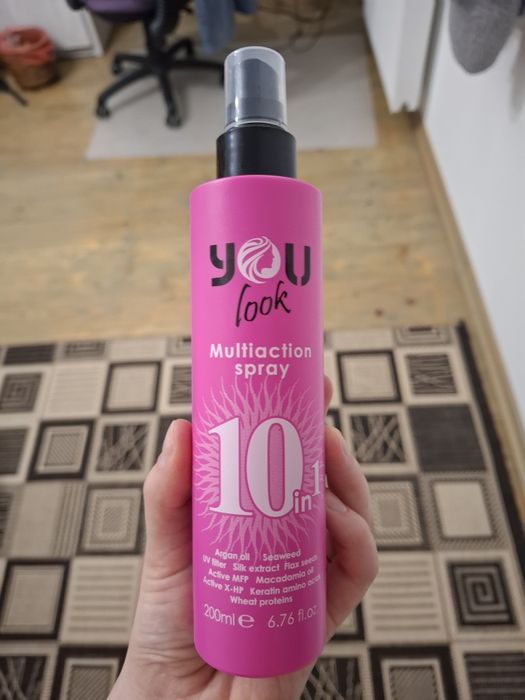 YOU
look
Multiaction
spray
10 in 1
Argan oil Seaweed
UV filter Silk extract Flax seeds
Active MFP Macadamia oil
Active X-HP Keratin amino acids
Wheat proteins
200ml e 6.76 fl.oz